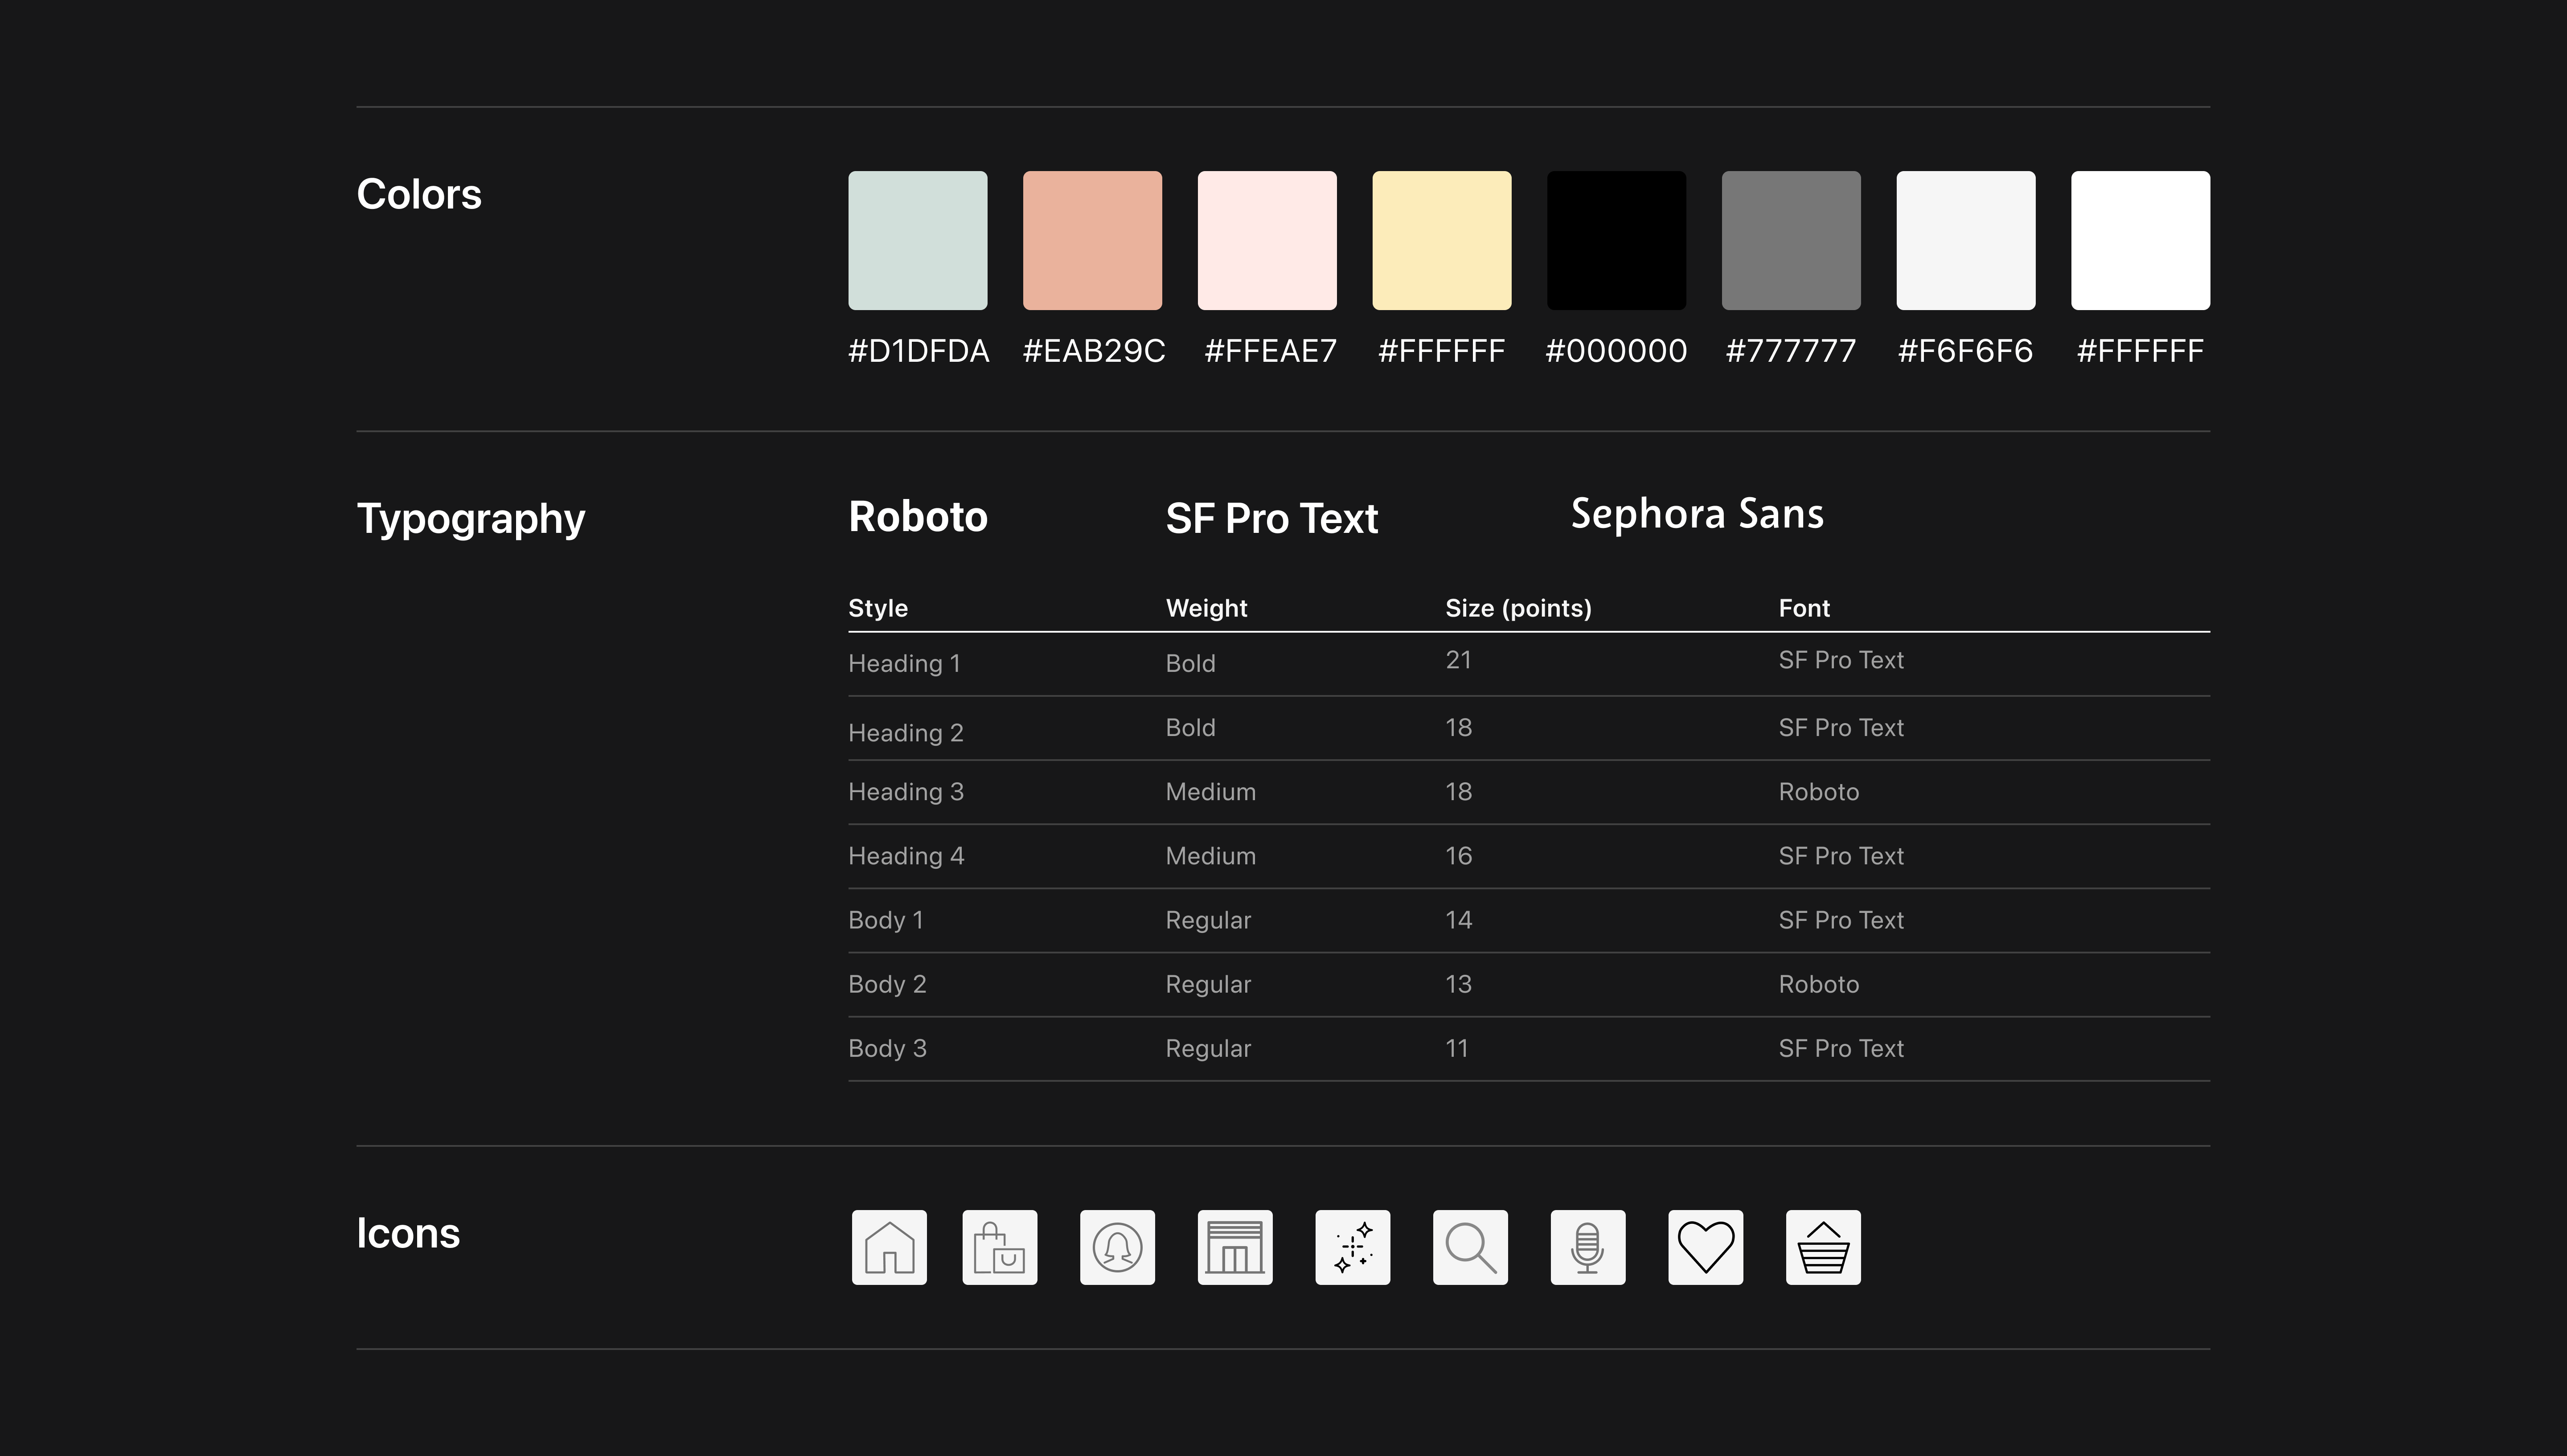 Colors
#D1DFDA #EAB29C #FFEAE7 #FFFFFF #000000 #777777 #F6F6F6 #FFFFFF
Typography
Roboto SF Pro Text Sephora Sans
Style Weight Size (points) Font
Heading 1 Bold 21 SF Pro Text
Heading 2 Bold 18 SF Pro Text
Heading 3 Medium 18 Roboto
Heading 4 Medium 16 SF Pro Text
Body 1 Regular 14 SF Pro Text
Body 2 Regular 13 Roboto
Body 3 Regular 11 SF Pro Text
Icons